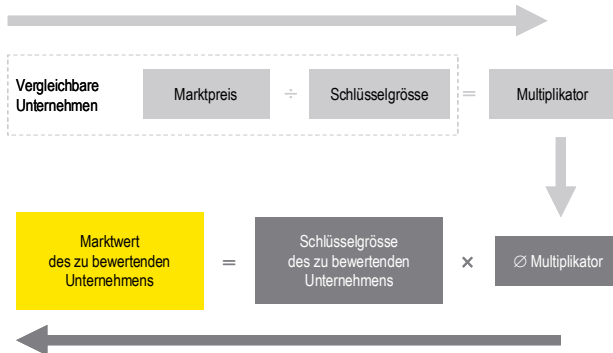 Vergleichbare
Unternehmen
Marktpreis ÷ Schlüsselgrösse = Multiplikator
Marktwert
des zu bewertenden
Unternehmens
=
Schlüsselgrösse
des zu bewertenden
Unternehmens
×
∅ Multiplikator